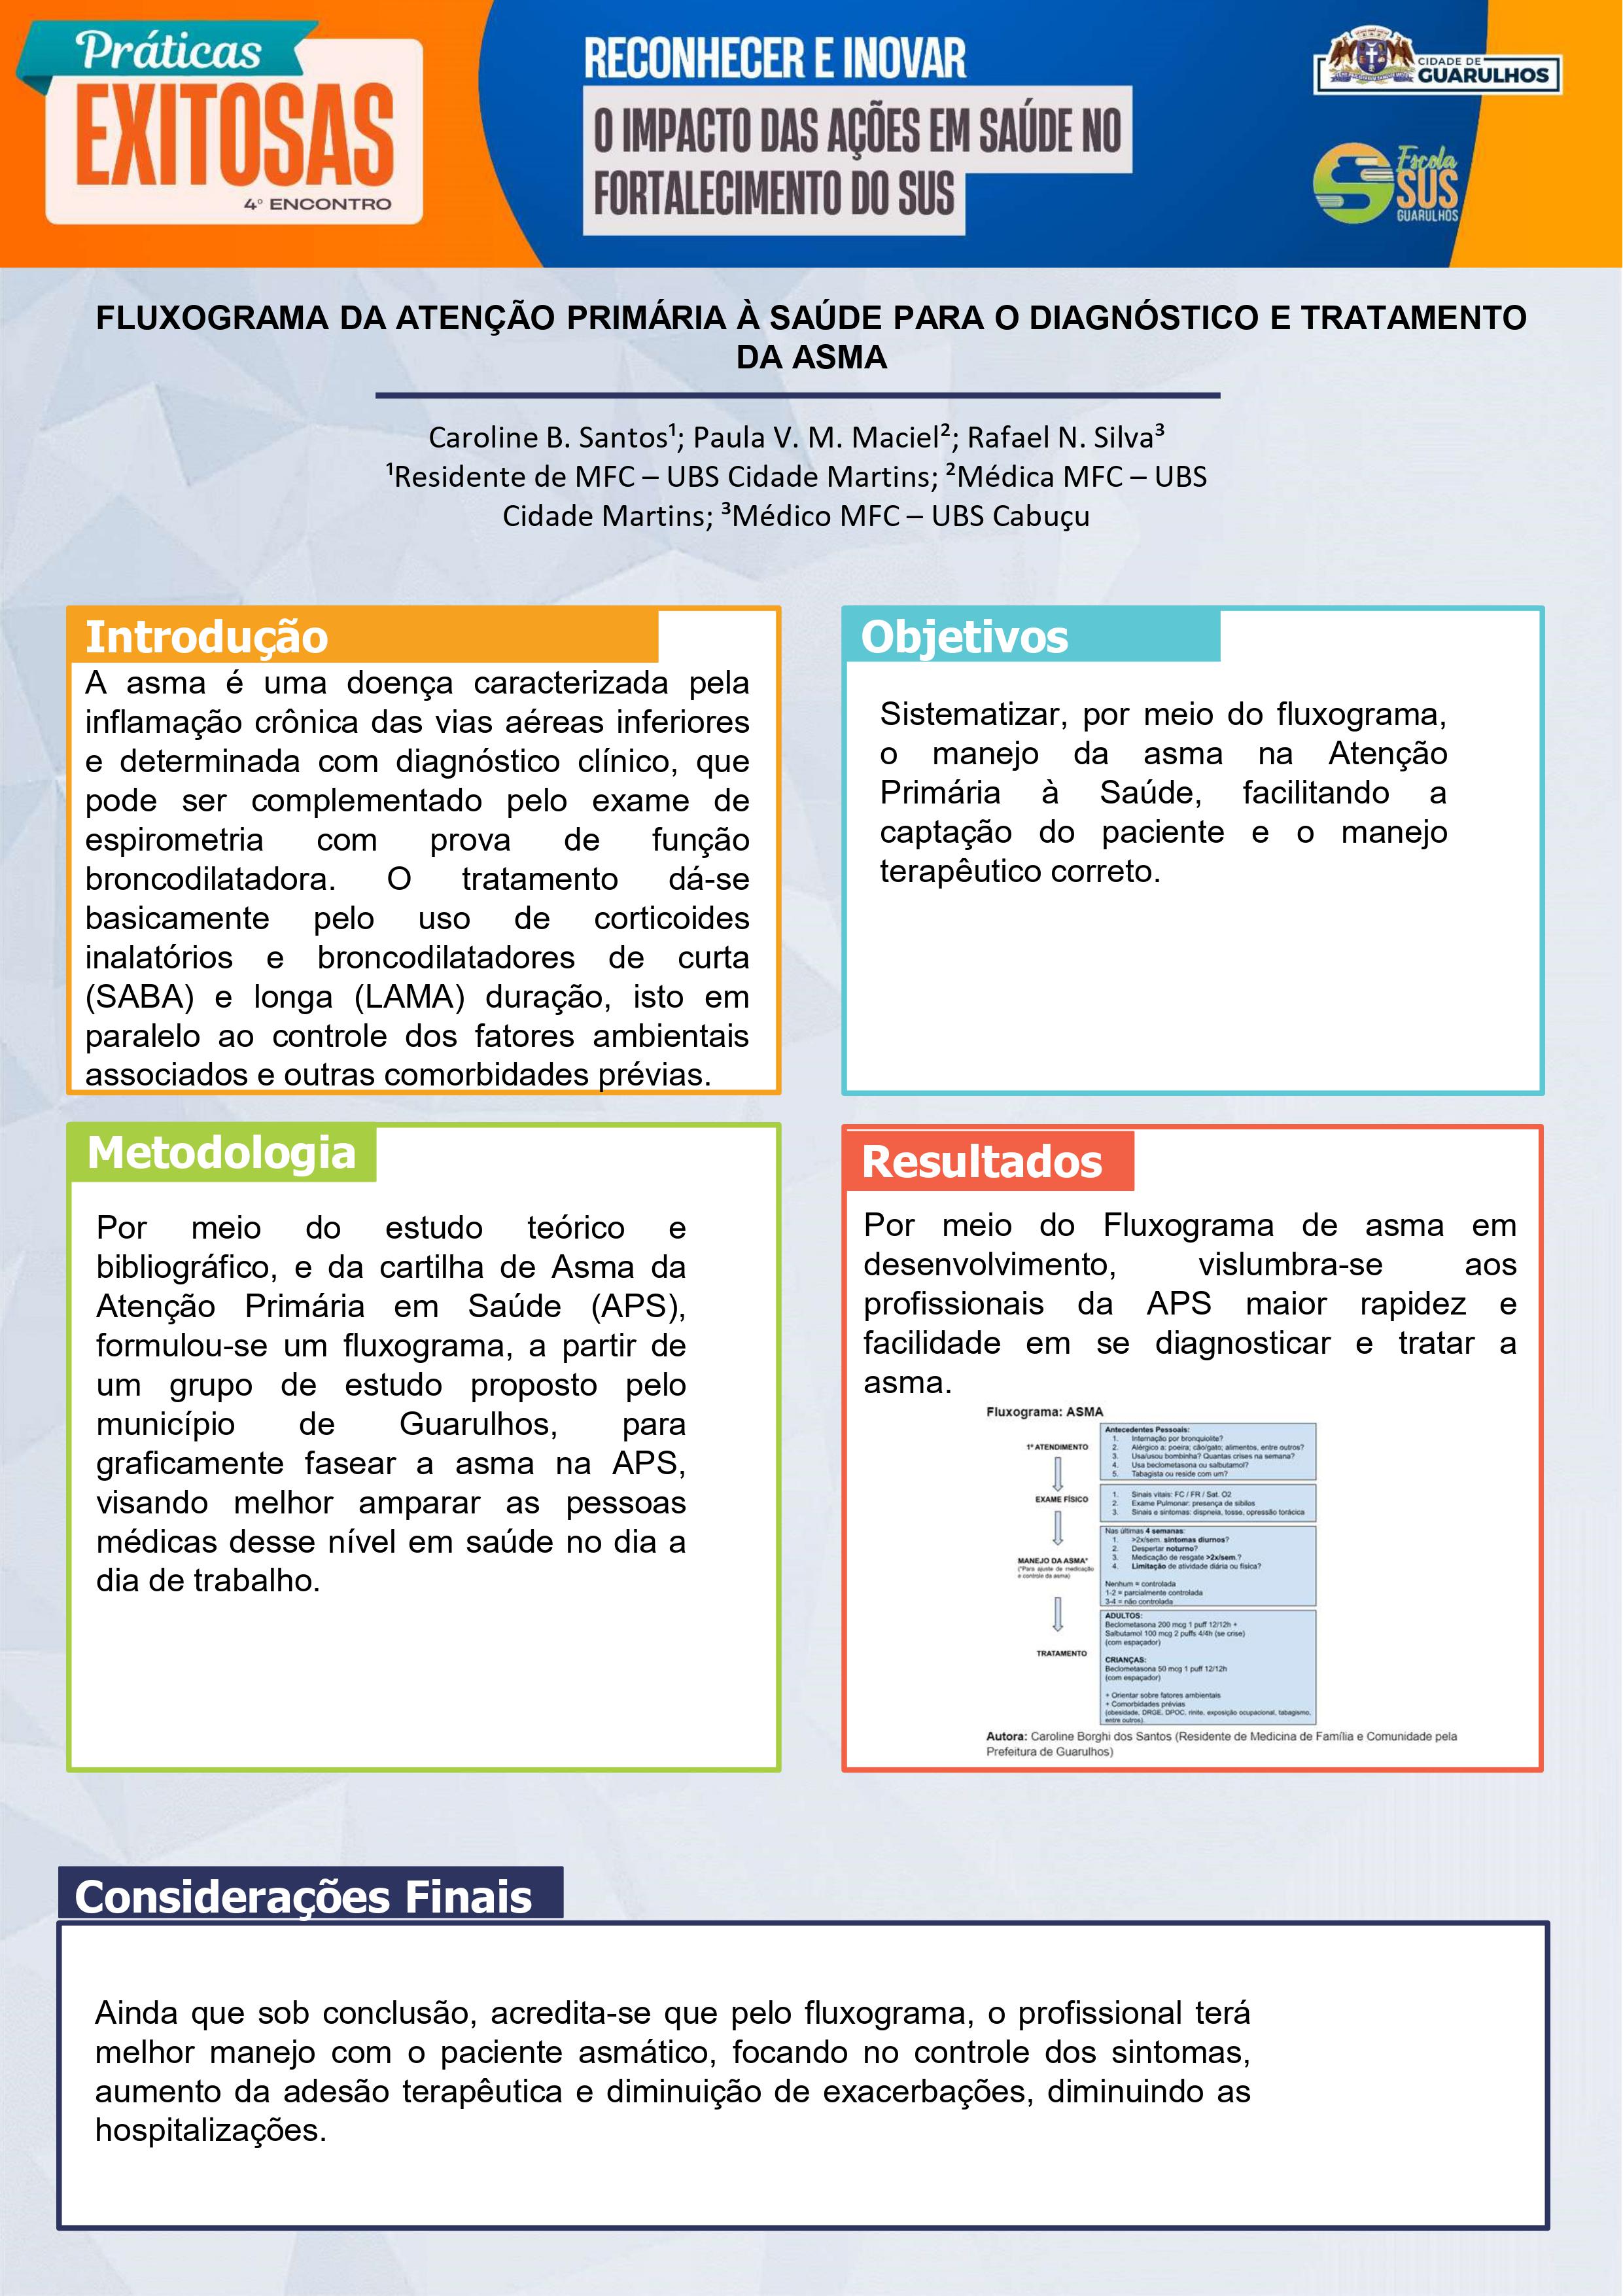 Práticas
EXITOSAS
4º ENCONTRO
RECONHECER E INOVAR
O IMPACTO DAS AÇÕES EM SAÚDE NO
FORTALECIMENTO DO SUS
CIDADE DE
GUARULHOS
Escola
SUS
GUARULHOS
FLUXOGRAMA DA ATENÇÃO PRIMÁRIA À SAÚDE PARA O DIAGNÓSTICO E TRATAMENTO
DA ASMA
Caroline B. Santos¹; Paula V. M. Maciel²; Rafael N. Silva³
¹Residente de MFC – UBS Cidade Martins; ²Médica MFC – UBS
Cidade Martins; ³Médico MFC – UBS Cabuçu
Introdução
A asma é uma doença caracterizada pela
inflamação crônica das vias aéreas inferiores
e determinada com diagnóstico clínico, que
pode ser complementado pelo exame de
espirometria com prova de função
broncodilatadora. O tratamento dá-se
basicamente pelo uso de corticoides
inalatórios e broncodilatadores de curta
(SABA) e longa (LAMA) duração, isto em
paralelo ao controle dos fatores ambientais
associados e outras comorbidades prévias.
Objetivos
Sistematizar, por meio do fluxograma,
o manejo da asma na Atenção
Primária à Saúde, facilitando a
captação do paciente e o manejo
terapêutico correto.
Metodologia
Por meio do estudo teórico e
bibliográfico, e da cartilha de Asma da
Atenção Primária em Saúde (APS),
formulou-se um fluxograma, a partir de
um grupo de estudo proposto pelo
município de Guarulhos, para
graficamente fasear a asma na APS,
visando melhor amparar as pessoas
médicas desse nível em saúde no dia a
dia de trabalho.
Resultados
Por meio do Fluxograma de asma em
desenvolvimento, vislumbra-se aos
profissionais da APS maior rapidez e
facilidade em se diagnosticar e tratar a
asma.
Fluxograma: ASMA
1º ATENDIMENTO
Antecedentes Pessoais:
1. Internação por bronquiolite?
2. Alérgico a: poeira; cão/gato; alimentos, entre outros?
3. Usa/usou bombinha? Quantas crises na semana?
4. Usa beclometasona ou salbutamol?
5. Tabagista ou reside com um?
EXAME FÍSICO
1. Sinais vitais: FC / FR / Sat. O2
2. Exame Pulmonar: presença de sibilos
3. Sinais e sintomas: dispneia, tosse, opressão torácica
MANEJO DA ASMA*
(*Para ajuste de medicação
e controle da asma)
Nas últimas 4 semanas:
1. >2x/sem. sintomas diurnos?
2. Despertar noturno?
3. Medicação de resgate >2x/sem.?
4. Limitação de atividade diária ou física?
Nenhum = controlada
1-2 = parcialmente controlada
3-4 = não controlada
TRATAMENTO
ADULTOS:
Beclometasona 200 mcg 1 puff 12/12h +
Salbutamol 100 mcg 2 puffs 4/4h (se crise)
(com espaçador)
CRIANÇAS:
Beclometasona 50 mcg 1 puff 12/12h
(com espaçador)
+ Orientar sobre fatores ambientais
+ Comorbidades prévias
(obesidade, DRGE, DPOC, rinite, exposição ocupacional, tabagismo,
entre outros).
Autora: Caroline Borghi dos Santos (Residente de Medicina de Família e Comunidade pela
Prefeitura de Guarulhos)
Considerações Finais
Ainda que sob conclusão, acredita-se que pelo fluxograma, o profissional terá
melhor manejo com o paciente asmático, focando no controle dos sintomas,
aumento da adesão terapêutica e diminuição de exacerbações, diminuindo as
hospitalizações.